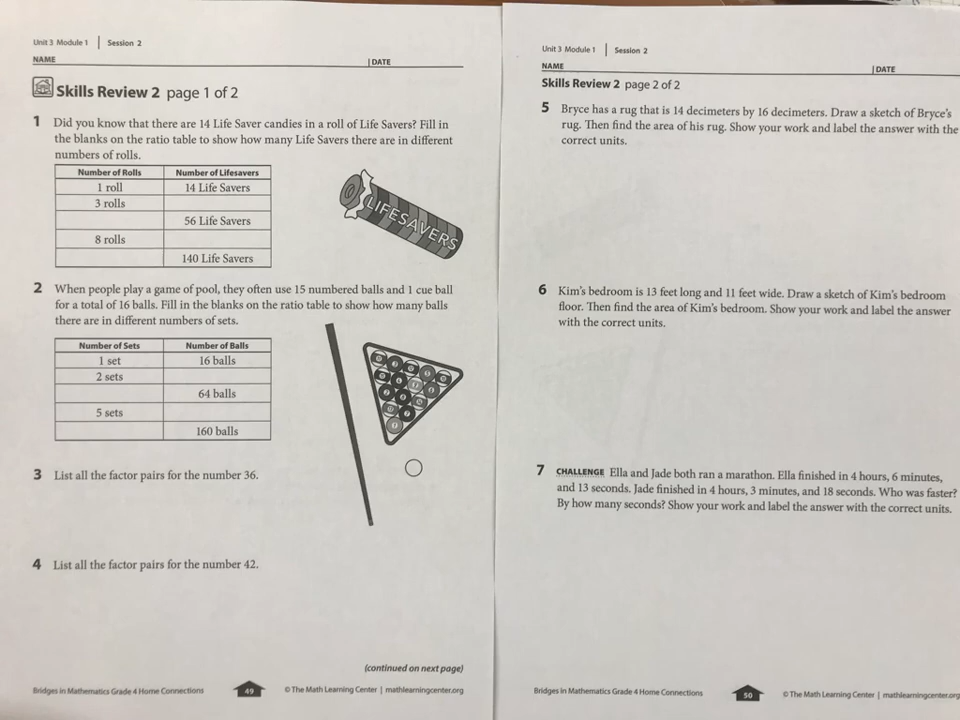 Unit 3 Module 1 | Session 2
NAME | DATE
Skills Review 2 page 1 of 2
1 Did you know that there are 14 Life Saver candies in a roll of Life Savers? Fill in
the blanks on the ratio table to show how many Life Savers there are in different
numbers of rolls.
Number of Rolls Number of Lifesavers
1 roll 14 Life Savers
3 rolls
56 Life Savers
8 rolls
140 Life Savers
LIFESAVERS
2 When people play a game of pool, they often use 15 numbered balls and 1 cue ball
for a total of 16 balls. Fill in the blanks on the ratio table to show how many balls
there are in different numbers of sets.
Number of Sets Number of Balls
1 set 16 balls
2 sets
64 balls
5 sets
160 balls
3 List all the factor pairs for the number 36.
4 List all the factor pairs for the number 42.
(continued on next page)
Bridges in Mathematics Grade 4 Home Connections 49 © The Math Learning Center | mathlearningcenter.org
Unit 3 Module 1 | Session 2
NAME | DATE
Skills Review 2 page 2 of 2
5 Bryce has a rug that is 14 decimeters by 16 decimeters. Draw a sketch of Bryce's
rug. Then find the area of his rug. Show your work and label the answer with the
correct units.
6 Kim's bedroom is 13 feet long and 11 feet wide. Draw a sketch of Kim's bedroom
floor. Then find the area of Kim's bedroom. Show your work and label the answer
with the correct units.
7 CHALLENGE Ella and Jade both ran a marathon. Ella finished in 4 hours, 6 minutes,
and 13 seconds. Jade finished in 4 hours, 3 minutes, and 18 seconds. Who was faster?
By how many seconds? Show your work and label the answer with the correct units.
Bridges in Mathematics Grade 4 Home Connections 50 © The Math Learning Center | mathlearningcenter.org